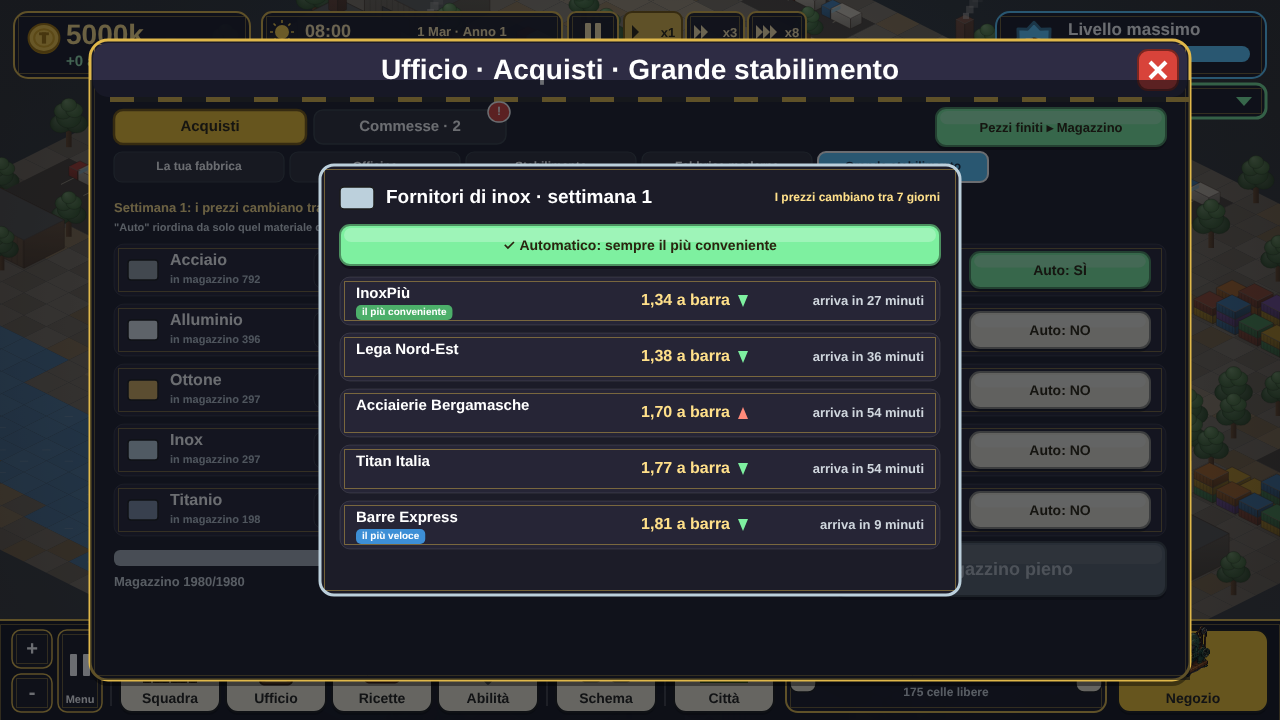 5000k
+0
08:00
1 Mar · Anno 1
x1
x3
x8
Livello massimo
Ufficio · Acquisti · Grande stabilimento
Acquisti
Commesse · 2
!
Pezzi finiti ▸ Magazzino
La tua fabbrica
Settimana 1: i prezzi cambiano tra
"Auto" riordina da solo quel materiale
Fornitori di inox · settimana 1
I prezzi cambiano tra 7 giorni
✓ Automatico: sempre il più conveniente
InoxPiù
il più conveniente
1,34 a barra ▼
arriva in 27 minuti
Lega Nord-Est
1,38 a barra ▼
arriva in 36 minuti
Acciaierie Bergamasche
1,70 a barra ▲
arriva in 54 minuti
Titan Italia
1,77 a barra ▼
arriva in 54 minuti
Barre Express
il più veloce
1,81 a barra ▼
arriva in 9 minuti
Acciaio
in magazzino 792
Auto: SÌ
Alluminio
in magazzino 396
Auto: NO
Ottone
in magazzino 297
Auto: NO
Inox
in magazzino 297
Auto: NO
Titanio
in magazzino 198
Auto: NO
Magazzino 1980/1980
azzino pieno
+
-
Menu
Squadra
Ufficio
Ricette
Abilità
Schema
Città
175 celle libere
Negozio